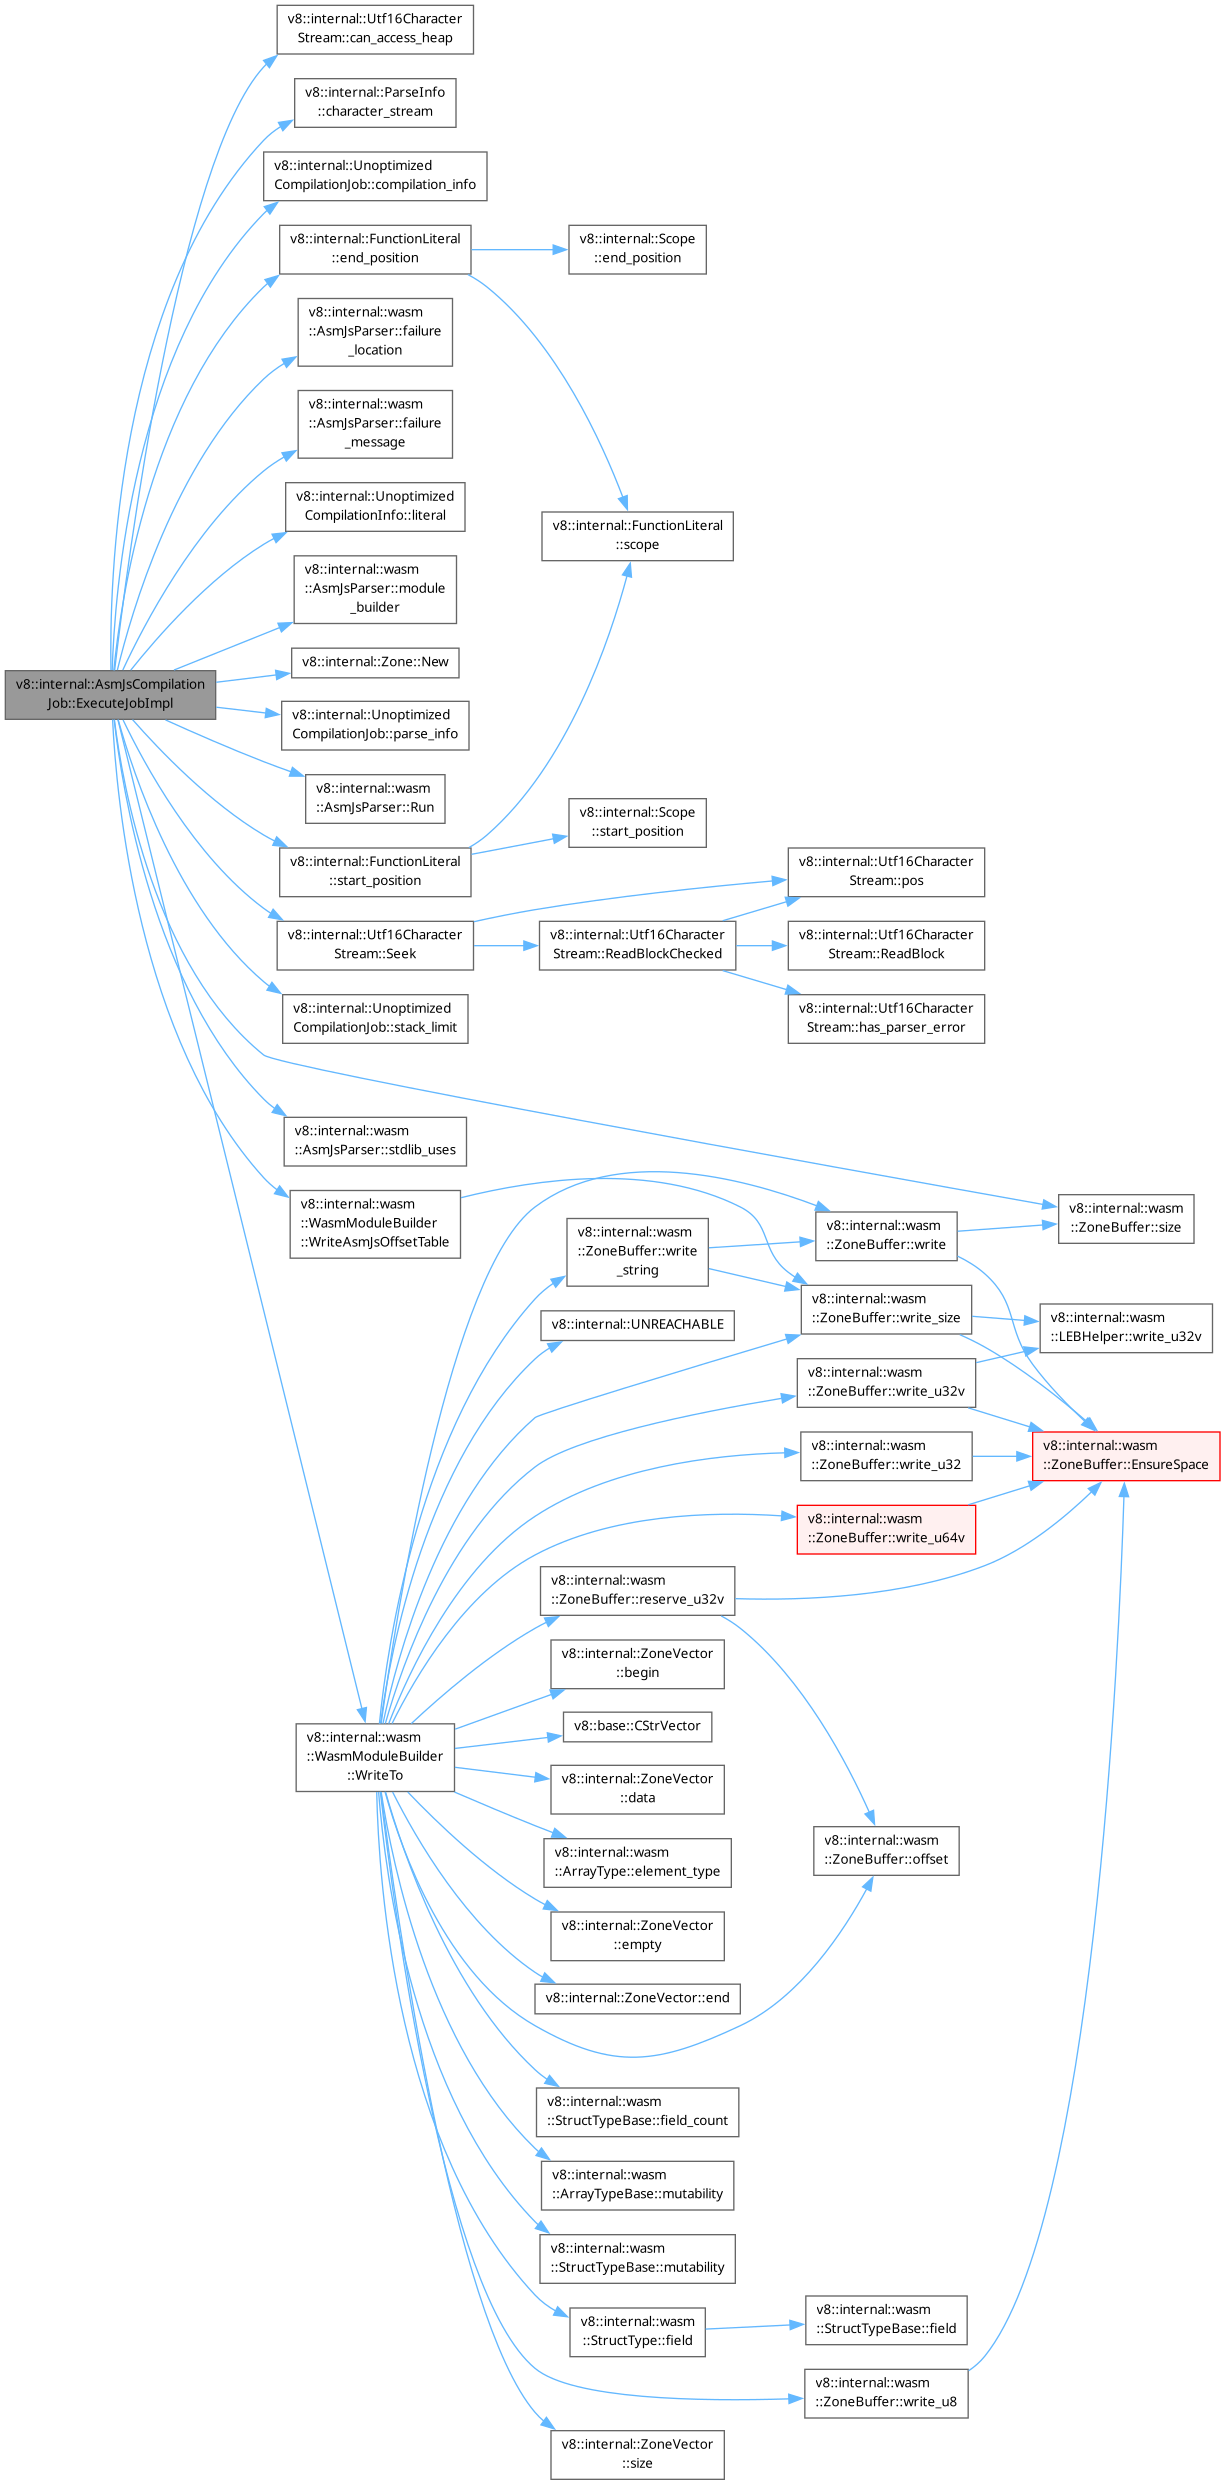 v8::internal::Utf16Character
Stream::can_access_heap
v8::internal::ParseInfo
::character_stream
v8::internal::Unoptimized
CompilationJob::compilation_info
v8::internal::FunctionLiteral
::end_position
v8::internal::Scope
::end_position
v8::internal::wasm
::AsmJsParser::failure
_location
v8::internal::wasm
::AsmJsParser::failure
_message
v8::internal::Unoptimized
CompilationInfo::literal
v8::internal::FunctionLiteral
::scope
v8::internal::wasm
::AsmJsParser::module
_builder
v8::internal::Zone::New
v8::internal::AsmJsCompilation
Job::ExecuteJobImpl
v8::internal::Unoptimized
CompilationJob::parse_info
v8::internal::wasm
::AsmJsParser::Run
v8::internal::Scope
::start_position
v8::internal::FunctionLiteral
::start_position
v8::internal::Utf16Character
Stream::pos
v8::internal::Utf16Character
Stream::Seek
v8::internal::Utf16Character
Stream::ReadBlockChecked
v8::internal::Utf16Character
Stream::ReadBlock
v8::internal::Unoptimized
CompilationJob::stack_limit
v8::internal::Utf16Character
Stream::has_parser_error
v8::internal::wasm
::AsmJsParser::stdlib_uses
v8::internal::wasm
::WasmModuleBuilder
::WriteAsmJsOffsetTable
v8::internal::wasm
::ZoneBuffer::size
v8::internal::wasm
::ZoneBuffer::write
v8::internal::wasm
::ZoneBuffer::write
_string
v8::internal::wasm
::ZoneBuffer::write_size
v8::internal::UNREACHABLE
v8::internal::wasm
::LEBHelper::write_u32v
v8::internal::wasm
::ZoneBuffer::write_u32v
v8::internal::wasm
::ZoneBuffer::write_u32
v8::internal::wasm
::ZoneBuffer::EnsureSpace
v8::internal::wasm
::ZoneBuffer::write_u64v
v8::internal::wasm
::ZoneBuffer::reserve_u32v
v8::internal::ZoneVector
::begin
v8::internal::wasm
::WasmModuleBuilder
::WriteTo
v8::base::CStrVector
v8::internal::ZoneVector
::data
v8::internal::wasm
::ArrayType::element_type
v8::internal::wasm
::ZoneBuffer::offset
v8::internal::ZoneVector
::empty
v8::internal::ZoneVector::end
v8::internal::wasm
::StructTypeBase::field_count
v8::internal::wasm
::ArrayTypeBase::mutability
v8::internal::wasm
::StructTypeBase::mutability
v8::internal::wasm
::StructType::field
v8::internal::wasm
::StructTypeBase::field
v8::internal::wasm
::ZoneBuffer::write_u8
v8::internal::ZoneVector
::size